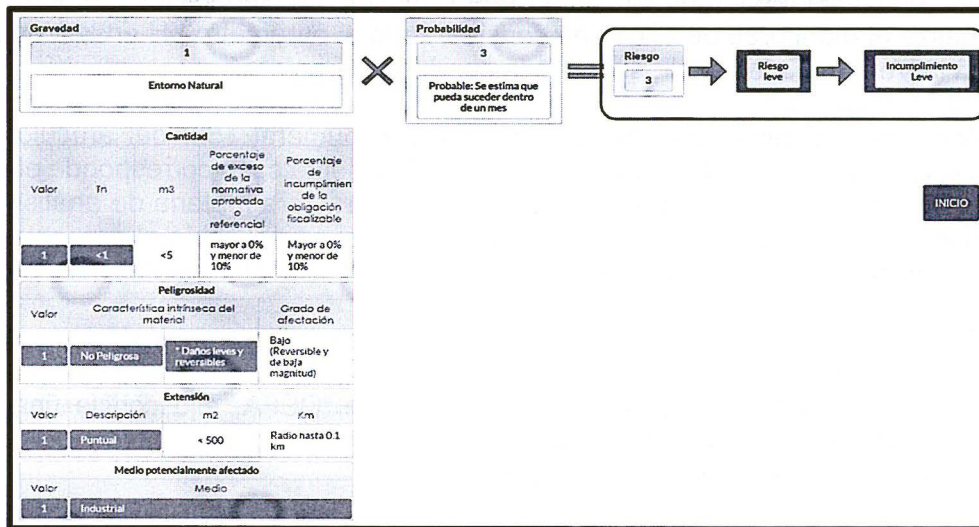 Gravedad
1
Entorno Natural
Probabilidad
3
Probable: Se estima que
pueda suceder dentro
de un mes
Riesgo
3
Riesgo
leve
Incumplimiento
Leve
INICIO
Cantidad
Valor Tn m3 Porcentaje
de exceso
de la
normativa
aprobada
o
referencial
Porcentaje
de
incumplimien
de la
obligación
fiscalizable
1 <1 <5 mayor a 0%
y menor de
10%
Mayor a 0%
y menor de
10%
Peligrosidad
Valor Característica intrínseca del
material
Grado de
afectación
1 No Peligrosa * Daños leves y
reversibles
Bajo
(Reversible y
de baja
magnitud)
Extensión
Valor Descripción m2 Km
1 Puntual < 500 Radio hasta 0.1
km
Medio potencialmente afectado
Valor Medio
1 Industrial